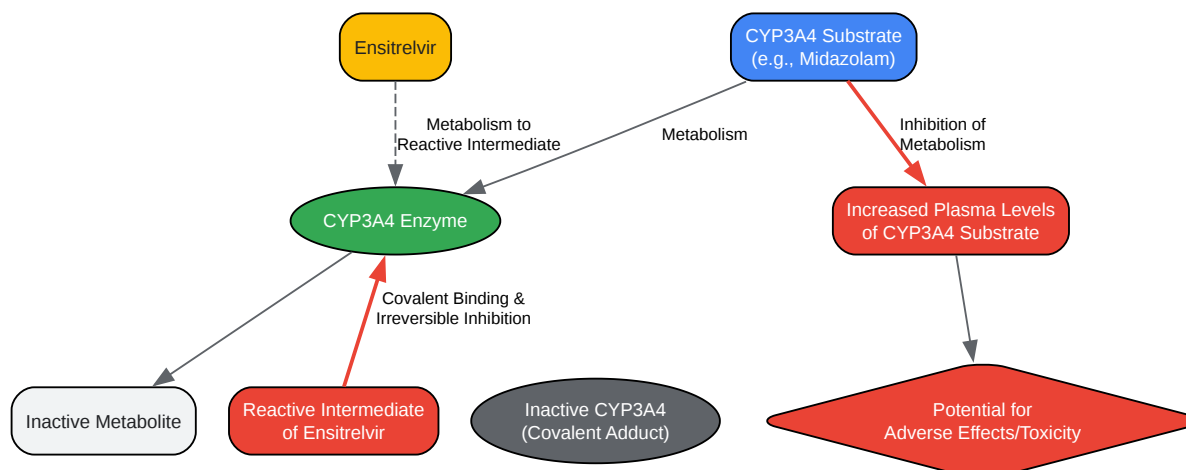 Ensitrelvir
CYP3A4 Substrate
(e.g., Midazolam)
Metabolism to
Reactive Intermediate
Metabolism
Inhibition of
Metabolism
CYP3A4 Enzyme
Increased Plasma Levels
of CYP3A4 Substrate
Covalent Binding &
Irreversible Inhibition
Inactive Metabolite
Reactive Intermediate
of Ensitrelvir
Inactive CYP3A4
(Covalent Adduct)
Potential for
Adverse Effects/Toxicity